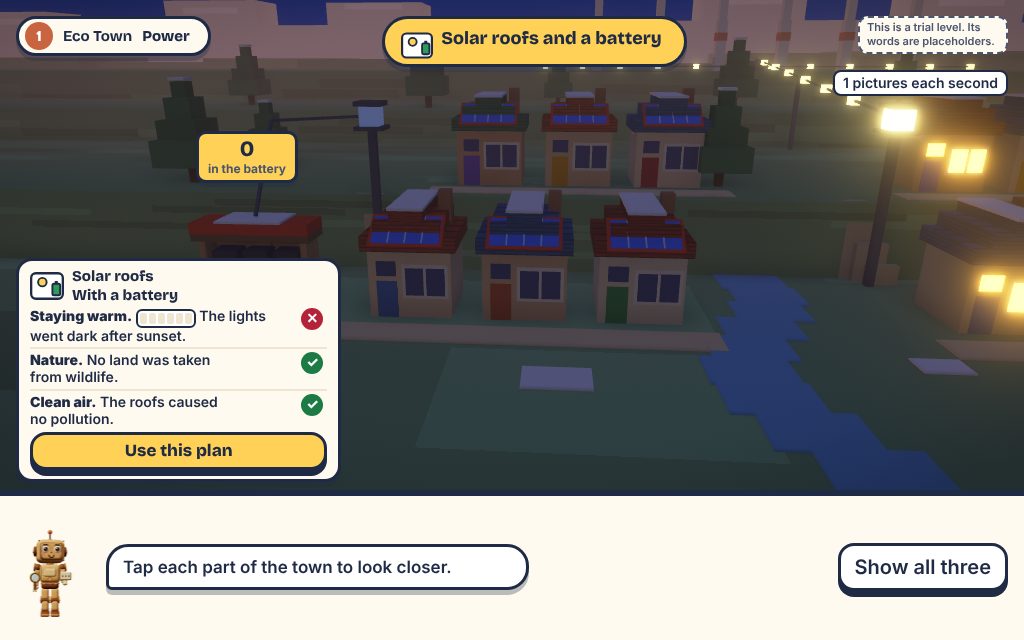 1 Eco Town Power
Solar roofs and a battery
This is a trial level. Its
words are placeholders.
1 pictures each second
0
in the battery
Solar roofs
With a battery
Staying warm. The lights
went dark after sunset.
Nature. No land was taken
from wildlife.
Clean air. The roofs caused
no pollution.
Use this plan
Tap each part of the town to look closer.
Show all three